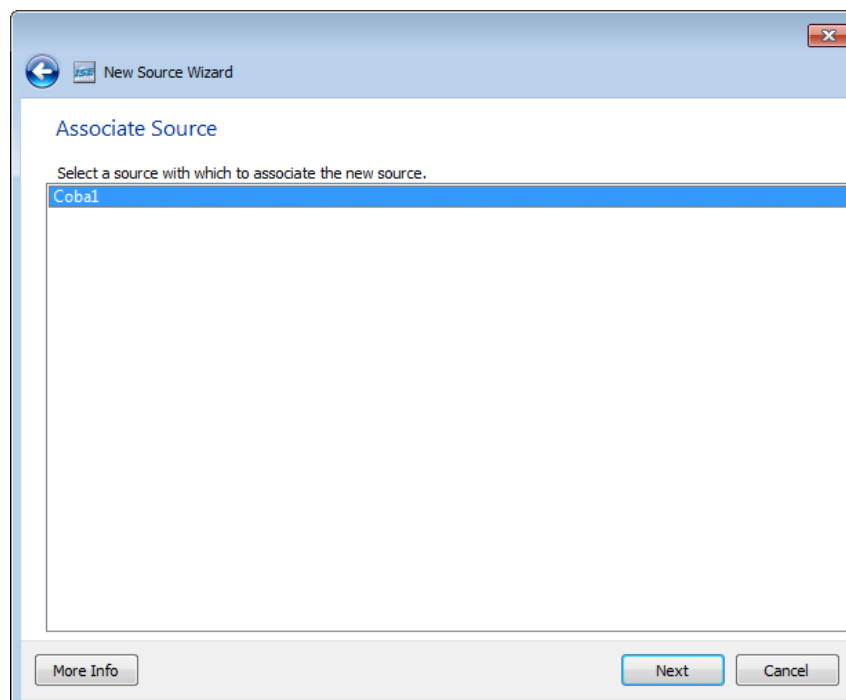 ISE New Source Wizard
Associate Source
Select a source with which to associate the new source.
Coba1
More Info Next Cancel